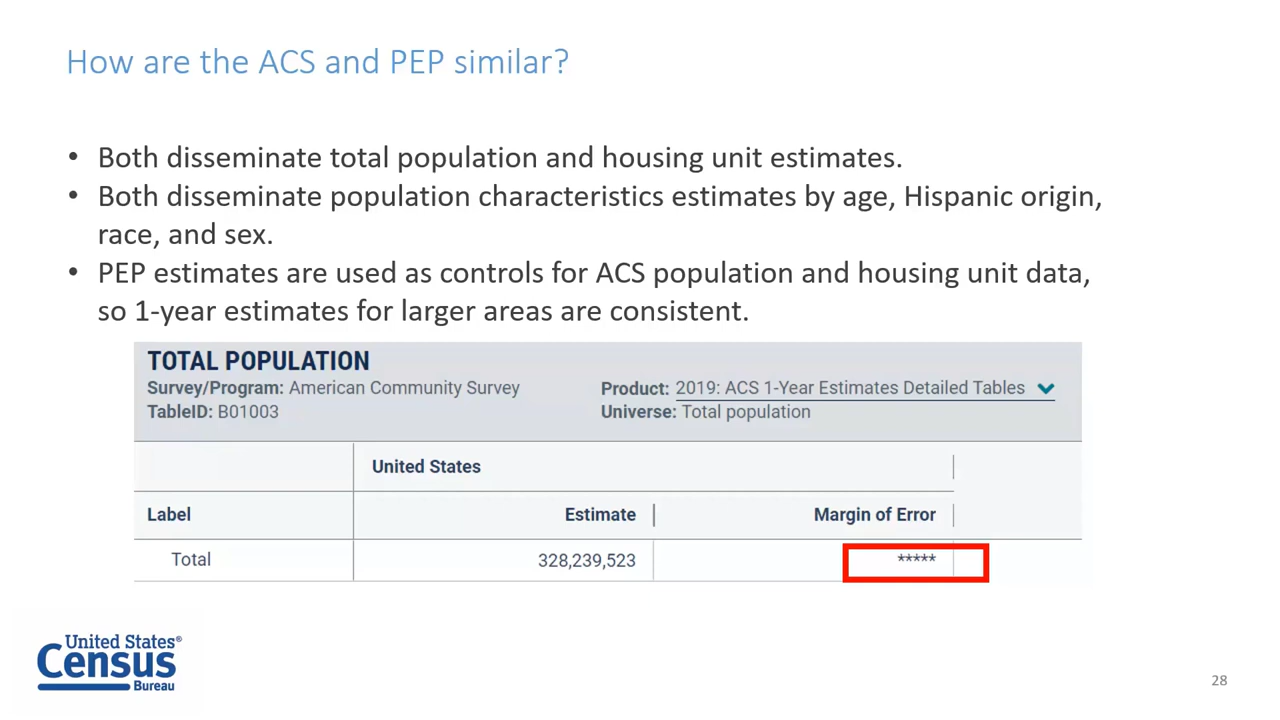 How are the ACS and PEP similar?
• Both disseminate total population and housing unit estimates.
• Both disseminate population characteristics estimates by age, Hispanic origin,
race, and sex.
• PEP estimates are used as controls for ACS population and housing unit data,
so 1-year estimates for larger areas are consistent.
TOTAL POPULATION
Survey/Program: American Community Survey
Product: 2019: ACS 1-Year Estimates Detailed Tables
TableID: B01003
Universe: Total population
United States
Label Estimate Margin of Error
Total 328,239,523 *****
United States®
Census
Bureau
28